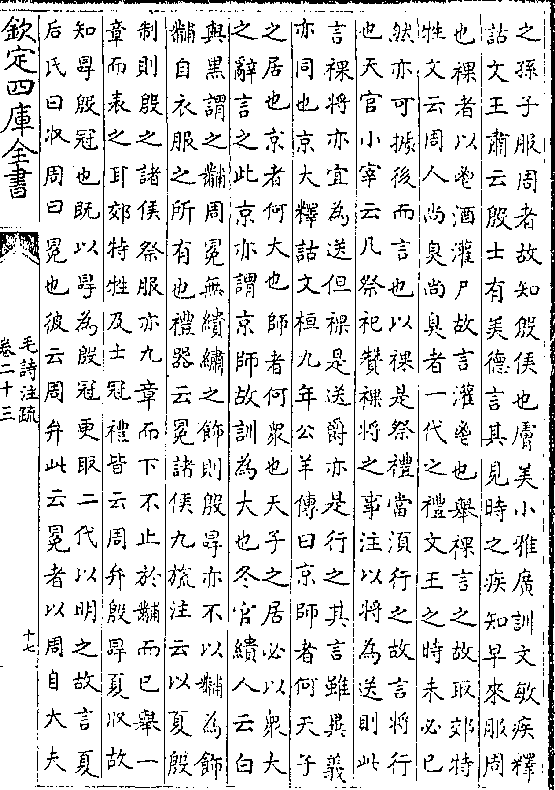 之孫子服周者故知殷侯也膚美小雅廣訓文敏疾釋
詁文王肅云殷士有美德言其見時之疾知早來服周
也祼者以鬯酒灌尸故言灌鬯也舉祼言之故取郊特
牲文云周人尚臭尚臭者一代之禮文王之時未必已
然亦可據後而言也以祼是祭禮當須行之故言將行
也天官小宰云凡祭祀贊祼將之事注以將為送則此
言祼將亦宜為送但祼是送爵亦是行之其言雖異義
亦同也京大釋詁文桓九年公羊傳曰京師者何天子
之居也京者何大也師者何衆也天子之居必以衆大
之辭言之此京亦謂京師故訓為大也冬官繢人云白
與黑謂之黼周冕無繢繡之飾則殷冔亦不以黼為飾
黼自衣服之所有也禮器云冕諸侯九旒注云以夏殷
制則殷之諸侯祭服亦九章而下不止於黼而已舉一
章而表之耳郊特牲及士冠禮皆云周弁殷冔夏收故
知冔殷冠也既以冔為殷冠更取二代以明之故言夏
后氏曰收周曰冕也彼云周弁此云冕者以周自大夫
欽定四庫全書
毛詩注疏
卷二十三
十七